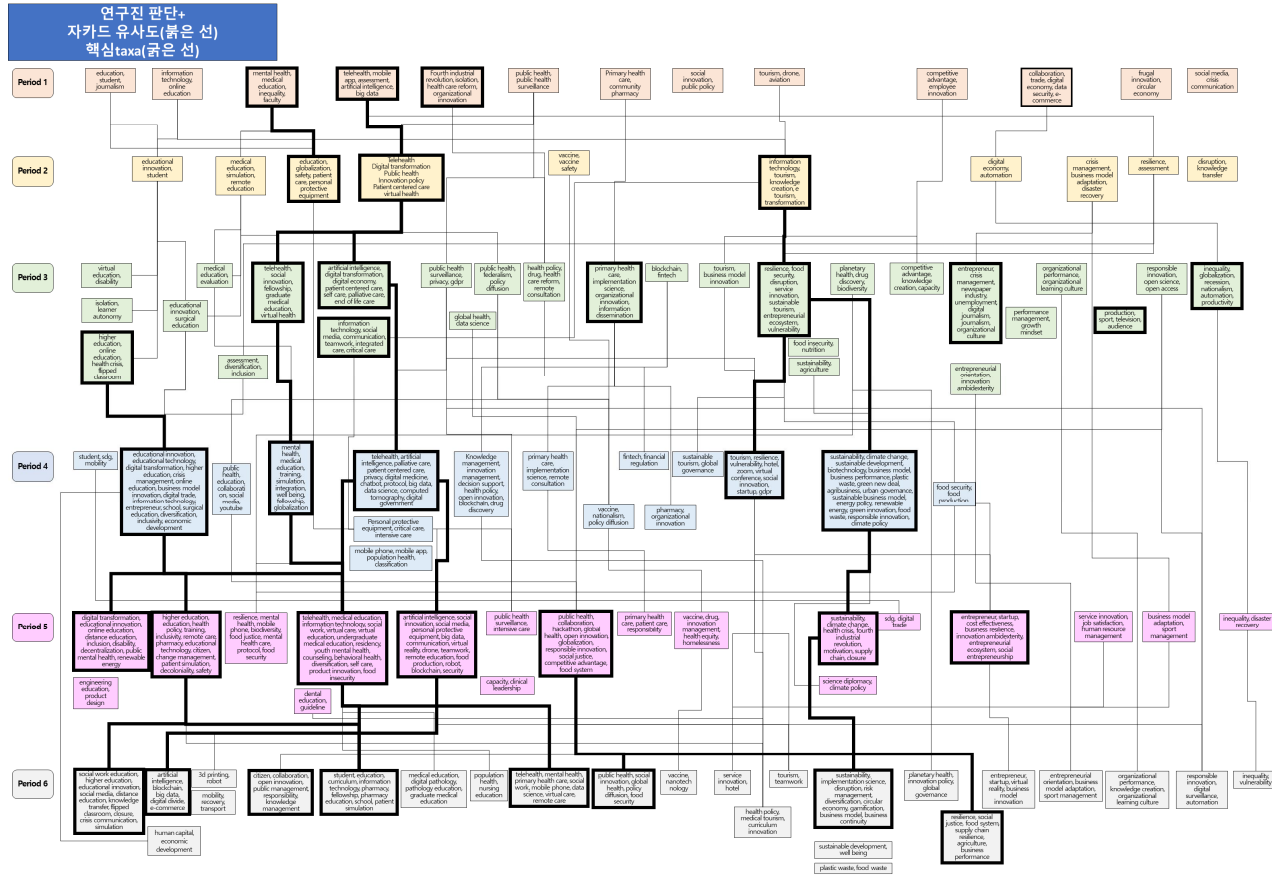 연구진 판단+
자카드 유사도(붉은 선)
핵심taxa(굵은 선)
Period 1
education,
student,
journalism
information
technology,
online
education
mental health,
medical
education,
inequality,
faculty
telehealth, mobile
app, assessment,
artificial intelligence,
big data
Fourth industrial
revolution, isolation,
health care reform,
organizational
innovation
public health,
public health
surveillance
Primary health
care,
community
pharmacy
social
innovation,
public policy
tourism, drone,
aviation
competitive
advantage,
employee
innovation
collaboration,
trade, digital
economy, data
security, e-
commerce
frugal
innovation,
circular
economy
social media,
crisis
communication
Period 2
educational
innovation,
student
medical
education,
simulation,
remote
education
education,
globalization,
safety, patient
care, personal
protective
equipment
Telehealth
Digital transformation
Public health
Innovation policy
Patient centered care
virtual health
vaccine,
vaccine
safety
information
technology,
tourism,
knowledge
creation, e
tourism,
transformation
digital
economy,
automation
crisis
management,
business model
adaptation,
disaster
recovery
resilience,
assessment
disruption,
knowledge
transfer
Period 3
virtual
education,
disability
isolation,
learner
autonomy
higher
education,
online
education,
health crisis,
flipped
classroom
medical
education,
evaluation
educational
innovation,
surgical
education
assessment,
diversification,
inclusion
telehealth,
social
innovation,
fellowship,
graduate
medical
education,
virtual health
artificial intelligence,
digital transformation,
digital economy,
patient centered care,
self care, palliative care,
end of life care
information
technology, social
media, communication,
teamwork, integrated
care, critical care
public health
surveillance,
privacy, gdpr
public health,
federalism,
policy
diffusion
health policy,
drug, health
care reform,
remote
consultation
global health,
data science
primary health
care,
implementation
science,
organizational
innovation,
information
dissemination
blockchain,
fintech
tourism,
business model
innovation
resilience, food
security,
disruption,
service
innovation,
sustainable
tourism,
entrepreneurial
ecosystem,
vulnerability
food insecurity,
nutrition
sustainability,
agriculture
planetary
health, drug
discovery,
biodiversity
competitive
advantage,
knowledge
creation, capacity
entrepreneur,
crisis
management,
newspaper
industry,
unemployment,
digital
journalism,
journalism,
organizational
culture
entrepreneurial
orientation,
innovation
ambidexterity
organizational
performance,
organizational
learning culture
performance
management,
growth
mindset
production,
sport, television,
audience
responsible
innovation,
open science,
open access
inequality,
globalization,
recession,
nationalism,
automation,
productivity
Period 4
student, sdg,
mobility
educational innovation,
educational technology,
digital transformation, higher
education, crisis
management, online
education, business model
innovation, digital trade,
information technology,
entrepreneur, school, surgical
education, diversification,
inclusivity, economic
development
public
health,
education,
collaborati
on, social
media,
youtube
mental
health,
medical
education,
training,
simulation,
integration,
well being,
fellowship,
globalization
telehealth, artificial
intelligence, palliative care,
patient centered care,
privacy, digital medicine,
chatbot, protocol, big data,
data science, computed
tomography, digital
government
Personal protective
equipment, critical care,
intensive care
mobile phone, mobile app,
population health,
classification
Knowledge
management,
innovation
management,
decision support,
health policy,
open innovation,
blockchain, drug
discovery
primary health
care,
implementation
science, remote
consultation
vaccine,
nationalism,
policy diffusion
fintech, financial
regulation
pharmacy,
organizational
innovation
sustainable
tourism, global
governance
tourism, resilience,
vulnerability, hotel,
zoom, virtual
conference, social
innovation,
startup, gdpr
sustainability, climate change,
sustainable development,
biotechnology, business model,
business performance, plastic
waste, green new deal,
agribusiness, urban governance,
sustainable business model,
energy policy, renewable
energy, green innovation, food
waste, responsible innovation,
climate policy
food security,
food
production
Period 5
digital transformation,
educational innovation,
online education,
distance education,
inclusion, disability,
decentralization, public
mental health, renewable
energy
engineering
education,
product
design
higher education,
education, health
policy, training,
inclusivity, remote care,
pharmacy, educational
technology, citizen,
change management,
patient simulation,
decoloniality, safety
resilience, mental
health, mobile
phone, biodiversity,
food justice, mental
health care,
protocol, food
security
telehealth, medical education,
information technology, social
work, virtual care, virtual
education, undergraduate
medical education, residency,
youth mental health,
counseling, behavioral health,
diversification, self care,
product innovation, food
insecurity
dental
education,
guideline
artificial intelligence, social
innovation, social media,
personal protective
equipment, big data,
virtual communication, virtual
reality, drone, teamwork,
remote education, food
production, robot,
blockchain, security
public health
surveillance,
intensive care
capacity, clinical
leadership
public health,
collaboration,
hackathon, global
health, open innovation,
globalization,
responsible innovation,
social justice,
competitive advantage,
food system
primary health
care, patient care,
responsibility
vaccine, drug,
innovation
management,
health equity,
homelessness
sustainability,
climate change,
health crisis, fourth
industrial
revolution,
motivation, supply
chain, closure
science diplomacy,
climate policy
sdg, digital
trade
entrepreneur, startup,
cost effectiveness,
business resilience,
innovation ambidexterity,
entrepreneurial
ecosystem, social
entrepreneurship
service innovation,
job satisfaction,
human resource
management
business model
adaptation,
sport
management
inequality, disaster
recovery
Period 6
social work education,
higher education,
educational innovation,
social media, distance
education, knowledge
transfer, flipped
classroom, closure,
crisis communication,
simulation
artificial
intelligence,
blockchain,
big data,
digital divide,
e-commerce
human capital,
economic
development
3d printing,
robot
mobility,
recovery,
transport
citizen, collaboration,
open innovation,
public management,
responsibility,
knowledge
management
student, education,
curriculum, information
technology, pharmacy,
fellowship, pharmacy
education, school, patient
simulation
medical education,
digital pathology
pathology education,
graduate medical
education
population
health,
nursing
education
telehealth, mental health,
primary health care, social
work, mobile phone, data
science, virtual care,
remote care
public health, social
innovation, global
health, policy
diffusion, food
security
vaccine,
nanotech
nology
service
innovation,
hotel
health policy,
medical tourism,
curriculum
innovation
tourism,
teamwork
sustainability,
implementation science,
disruption, risk
management,
diversification, circular
economy, gamification,
business model, business
continuity
sustainable development,
well being
plastic waste, food waste
planetary health,
innovation policy,
global
governance
resilience, social
justice, food system,
supply chain
resilience,
agriculture,
business
performance
entrepreneur,
startup, virtual
reality, business
model
innovation
entrepreneurial
orientation, business
model adaptation,
sport management
organizational
performance,
knowledge creation,
organizational
learning culture
responsible
innovation,
digital
surveillance,
automation
inequality,
vulnerability